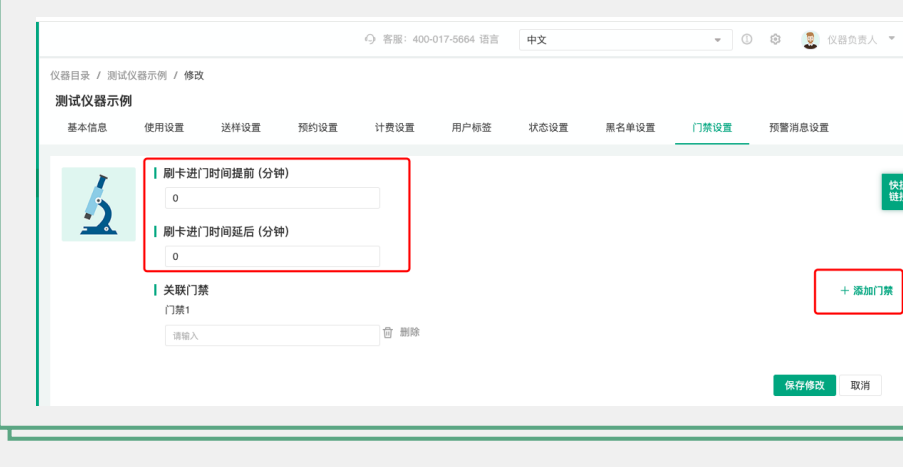 客服：400-017-5664 语言 中文 仪器负责人
仪器目录 / 测试仪器示例 / 修改
测试仪器示例
基本信息 使用设置 送样设置 预约设置 计费设置 用户标签 状态设置 黑名单设置 门禁设置 预警消息设置
刷卡进门时间提前 (分钟)
0
刷卡进门时间延后 (分钟)
0
关联门禁
+ 添加门禁
门禁1
请输入 删除
保存修改 取消